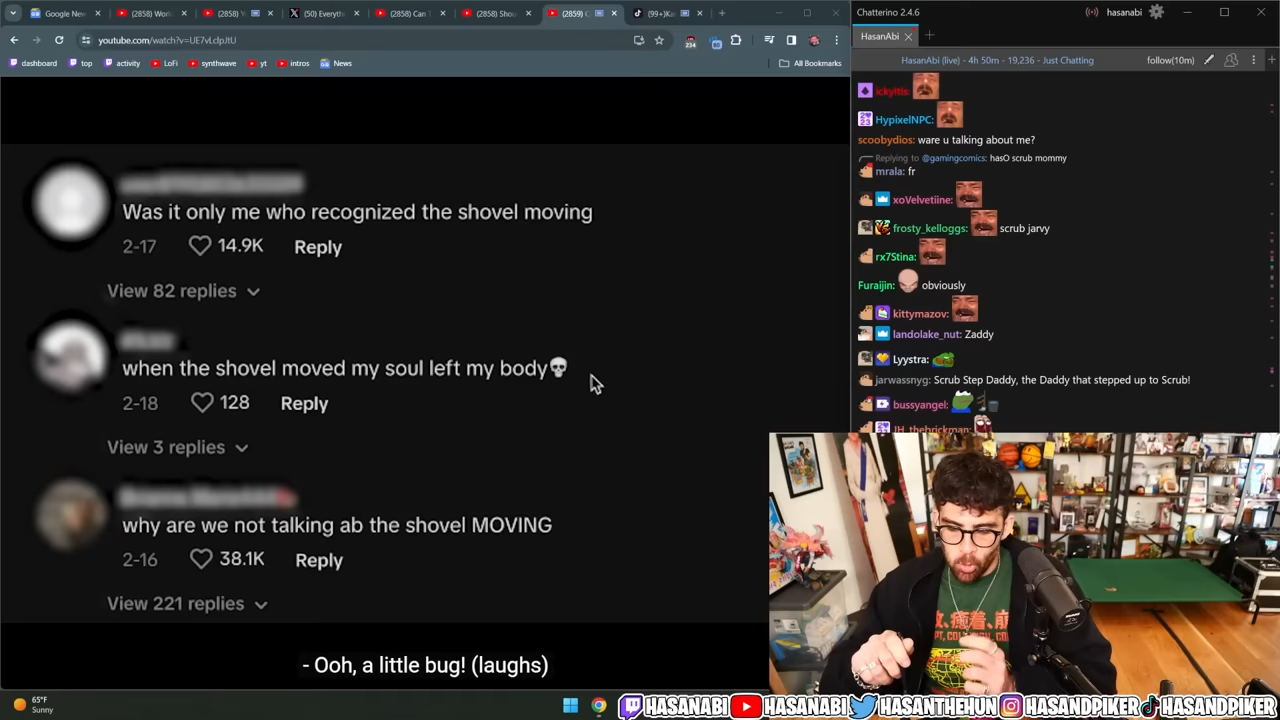 Google New
(2858) Wor
(2858) 
(50) Everyth
(2858) Can
(2858) Shou
(2859)
(99+)
youtube.com/watch?v=UE7vLclpJtU
234
dashboard
top
activity
LoFi
synthwave
yt
intros
News
All Bookmarks
Was it only me who recognized the shovel moving
2-17 14.9K Reply
View 82 replies
when the shovel moved my soul left my body💀
2-18 128 Reply
View 3 replies
why are we not talking ab the shovel MOVING
2-16 38.1K Reply
View 221 replies
- Ooh, a little bug! (laughs)
65°F
Sunny
Chatterino 2.4.6
hasanabi
HasanAbi
HasanAbi (live) - 4h 50m - 19,236 - Just Chatting
follow(10m)
ickyitis:
HypixelNPC:
scoobydios: ware u talking about me?
Replying to @gamingcomics: hasO scrub mommy
mrala: fr
xoVelvetiine:
frosty_kelloggs: scrub jarvy
rx7Stina:
Furaijin: obviously
kittymazov:
landolake_nut: Zaddy
Lyystra:
jarwassnyg: Scrub Step Daddy, the Daddy that stepped up to Scrub!
bussyangel:
JH_thebrickman:
HASANABI
HASANABI
HASANTHEHUN
HASANDPIKER
HASANDPIKER